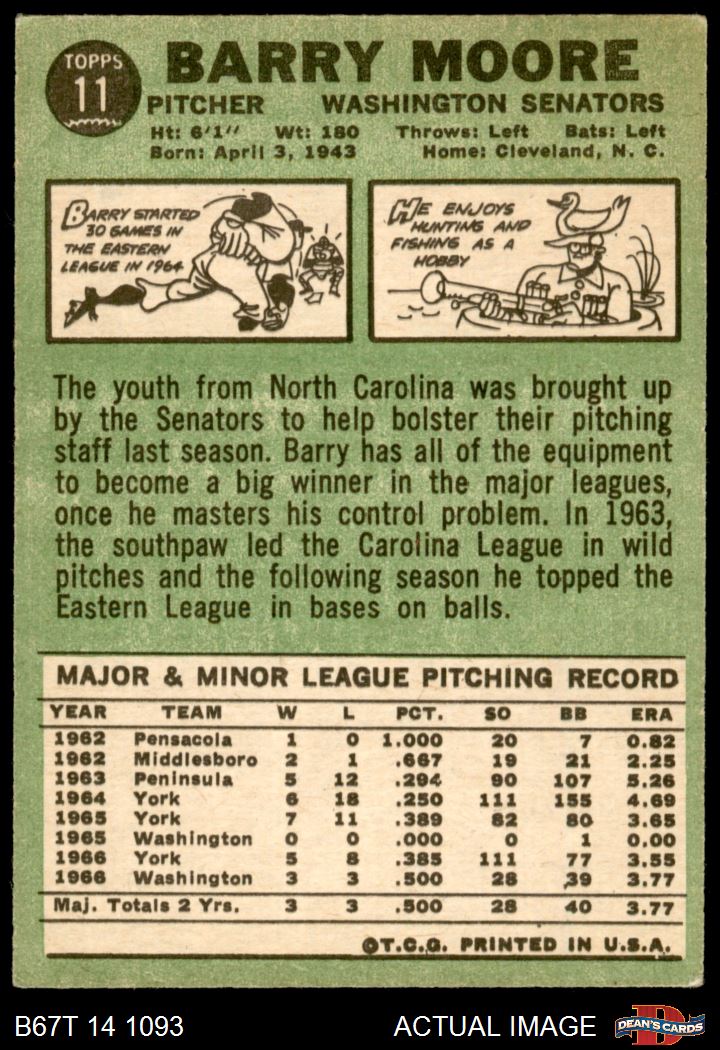 TOPPS
11
BARRY MOORE
PITCHER WASHINGTON SENATORS
Ht: 6'1" Wt: 180 Throws: Left Bats: Left
Born: April 3, 1943 Home: Cleveland, N. C.
BARRY STARTED
30 GAMES IN
THE EASTERN
LEAGUE IN 1964
HE ENJOYS
HUNTING AND
FISHING AS A
HOBBY
The youth from North Carolina was brought up
by the Senators to help bolster their pitching
staff last season. Barry has all of the equipment
to become a big winner in the major leagues,
once he masters his control problem. In 1963,
the southpaw led the Carolina League in wild
pitches and the following season he topped the
Eastern League in bases on balls.
MAJOR & MINOR LEAGUE PITCHING RECORD
YEAR TEAM W L PCT. SO BB ERA
1962 Pensacola 1 0 1.000 20 7 0.82
1962 Middlesboro 2 1 .667 19 21 2.25
1963 Peninsula 5 12 .294 90 107 5.26
1964 York 6 18 .250 111 155 4.69
1965 York 7 11 .389 82 80 3.65
1965 Washington 0 0 .000 0 1 0.00
1966 York 5 8 .385 111 77 3.55
1966 Washington 3 3 .500 28 39 3.77
Maj. Totals 2 Yrs. 3 3 .500 28 40 3.77
©T.C.G. PRINTED IN U.S.A.
B67T 14 1093 ACTUAL IMAGE
D
DEAN'S CARDS